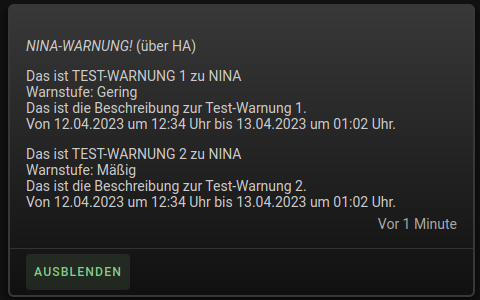 NINA-WARNUNG! (über HA)
Das ist TEST-WARNUNG 1 zu NINA
Warnstufe: Gering
Das ist die Beschreibung zur Test-Warnung 1.
Von 12.04.2023 um 12:34 Uhr bis 13.04.2023 um 01:02 Uhr.
Das ist TEST-WARNUNG 2 zu NINA
Warnstufe: Mäßig
Das ist die Beschreibung zur Test-Warnung 2.
Von 12.04.2023 um 12:34 Uhr bis 13.04.2023 um 01:02 Uhr.
Vor 1 Minute
AUSBLENDEN